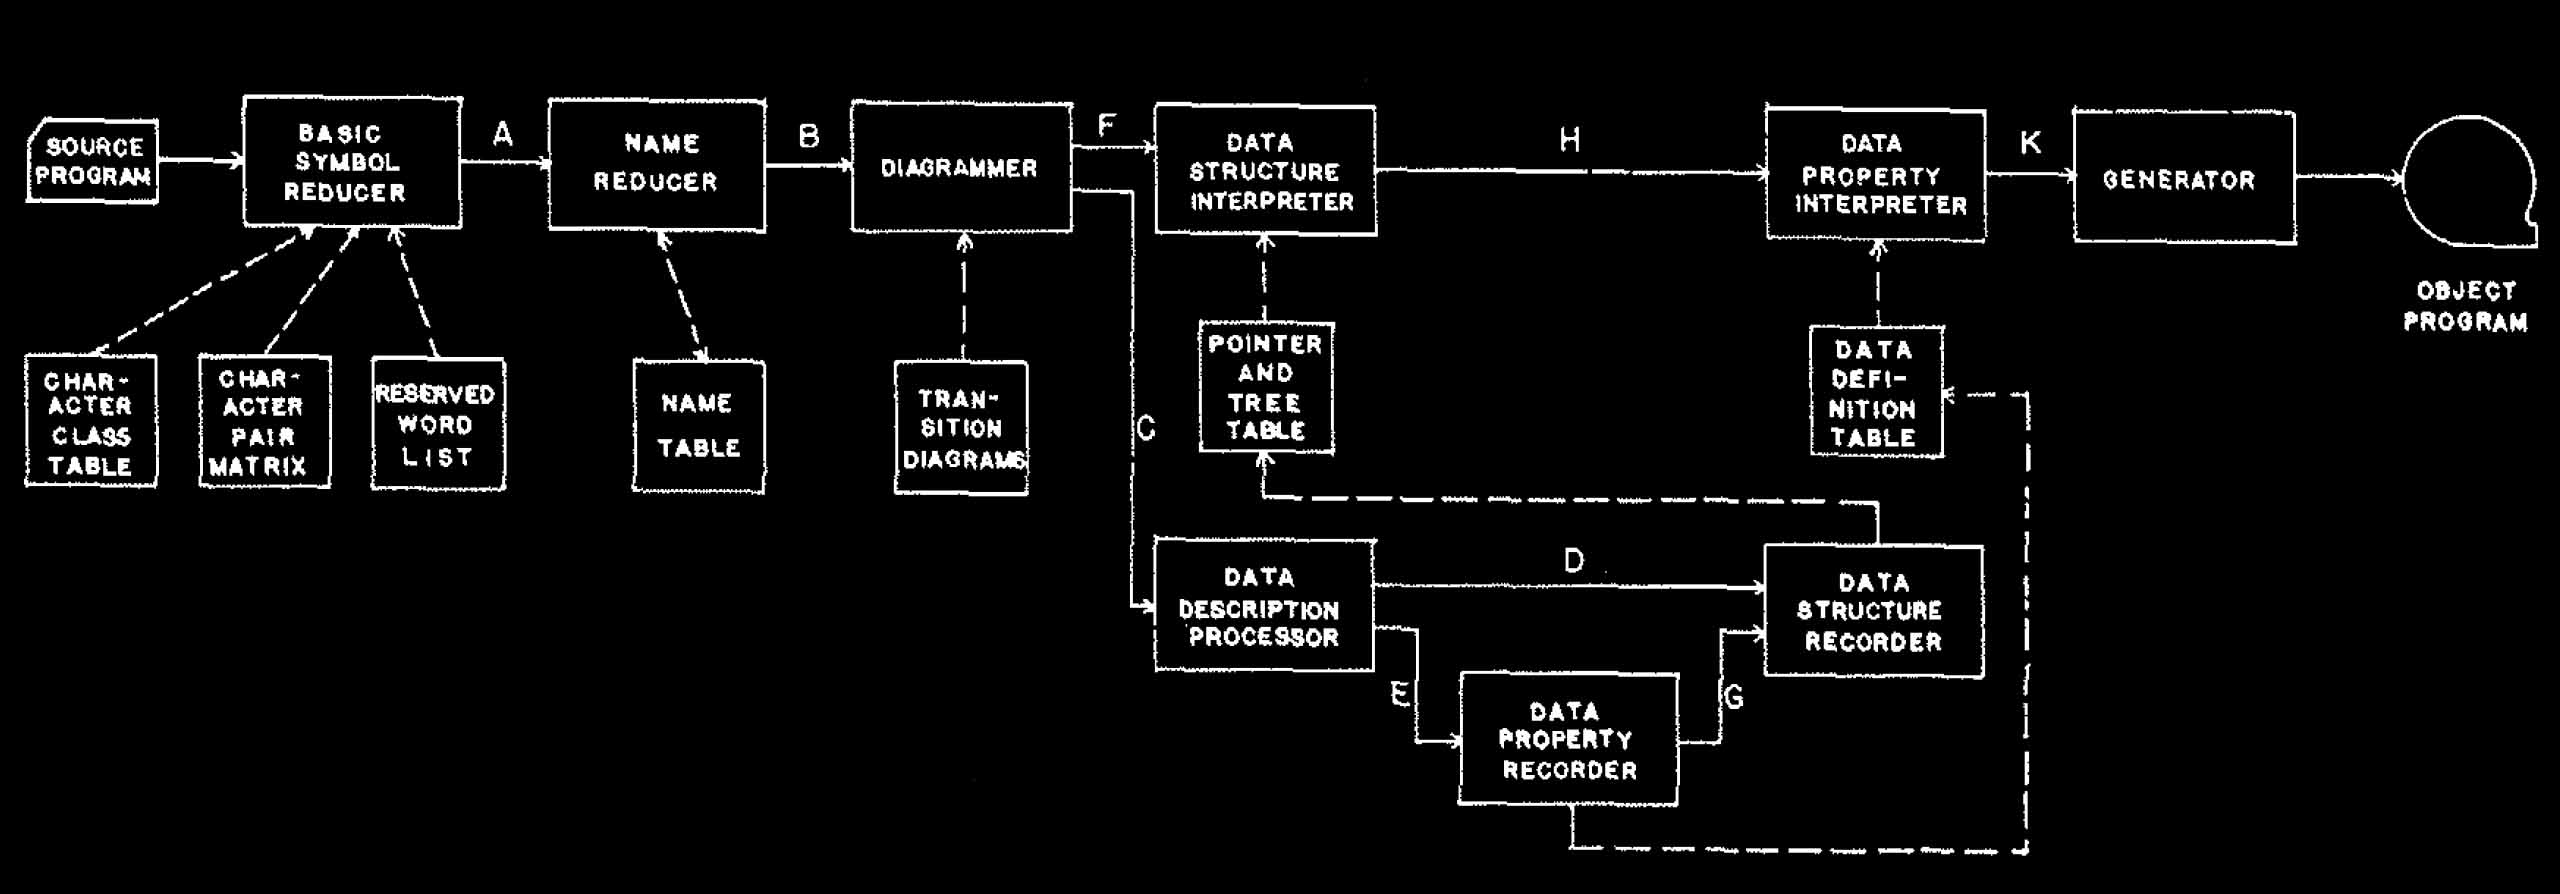 SOURCE
PROGRAM
BASIC
SYMBOL
REDUCER
A
NAME
REDUCER
B
DIAGRAMMER
F
DATA
STRUCTURE
INTERPRETER
H
DATA
PROPERTY
INTERPRETER
K
GENERATOR
OBJECT
PROGRAM
CHAR-
ACTER
CLASS
TABLE
CHAR-
ACTER
PAIR
MATRIX
RESERVED
WORD
LIST
NAME
TABLE
TRAN-
SITION
DIAGRAMS
C
POINTER
AND
TREE
TABLE
DATA
DEFI-
NITION
TABLE
DATA
DESCRIPTION
PROCESSOR
D
DATA
STRUCTURE
RECORDER
E
DATA
PROPERTY
RECORDER
G